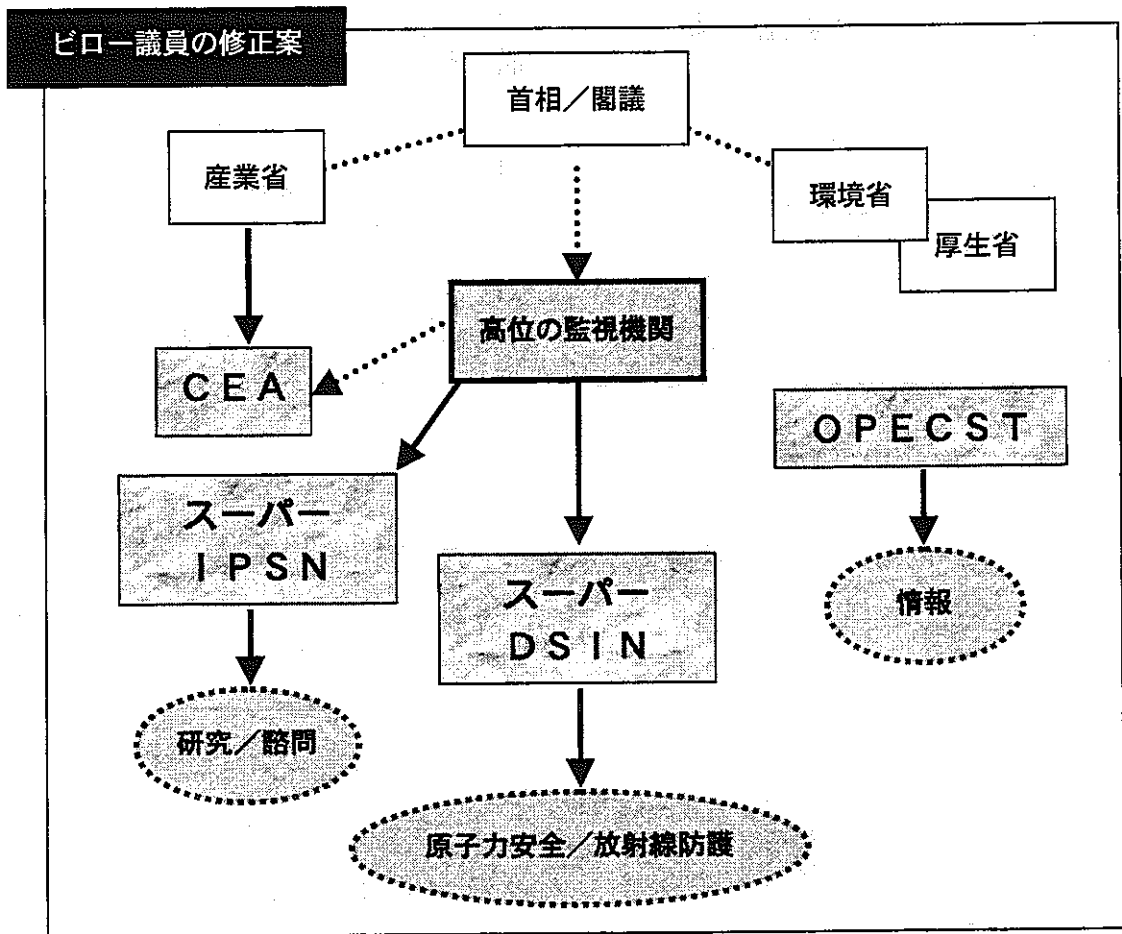 ビロー議員の修正案
首相／閣議
産業省
環境省
厚生省
高位の監視機関
ＣＥＡ
ＯＰＥＣＳＴ
スーパー
ＩＰＳＮ
スーパー
ＤＳＩＮ
情報
研究／諮問
原子力安全／放射線防護